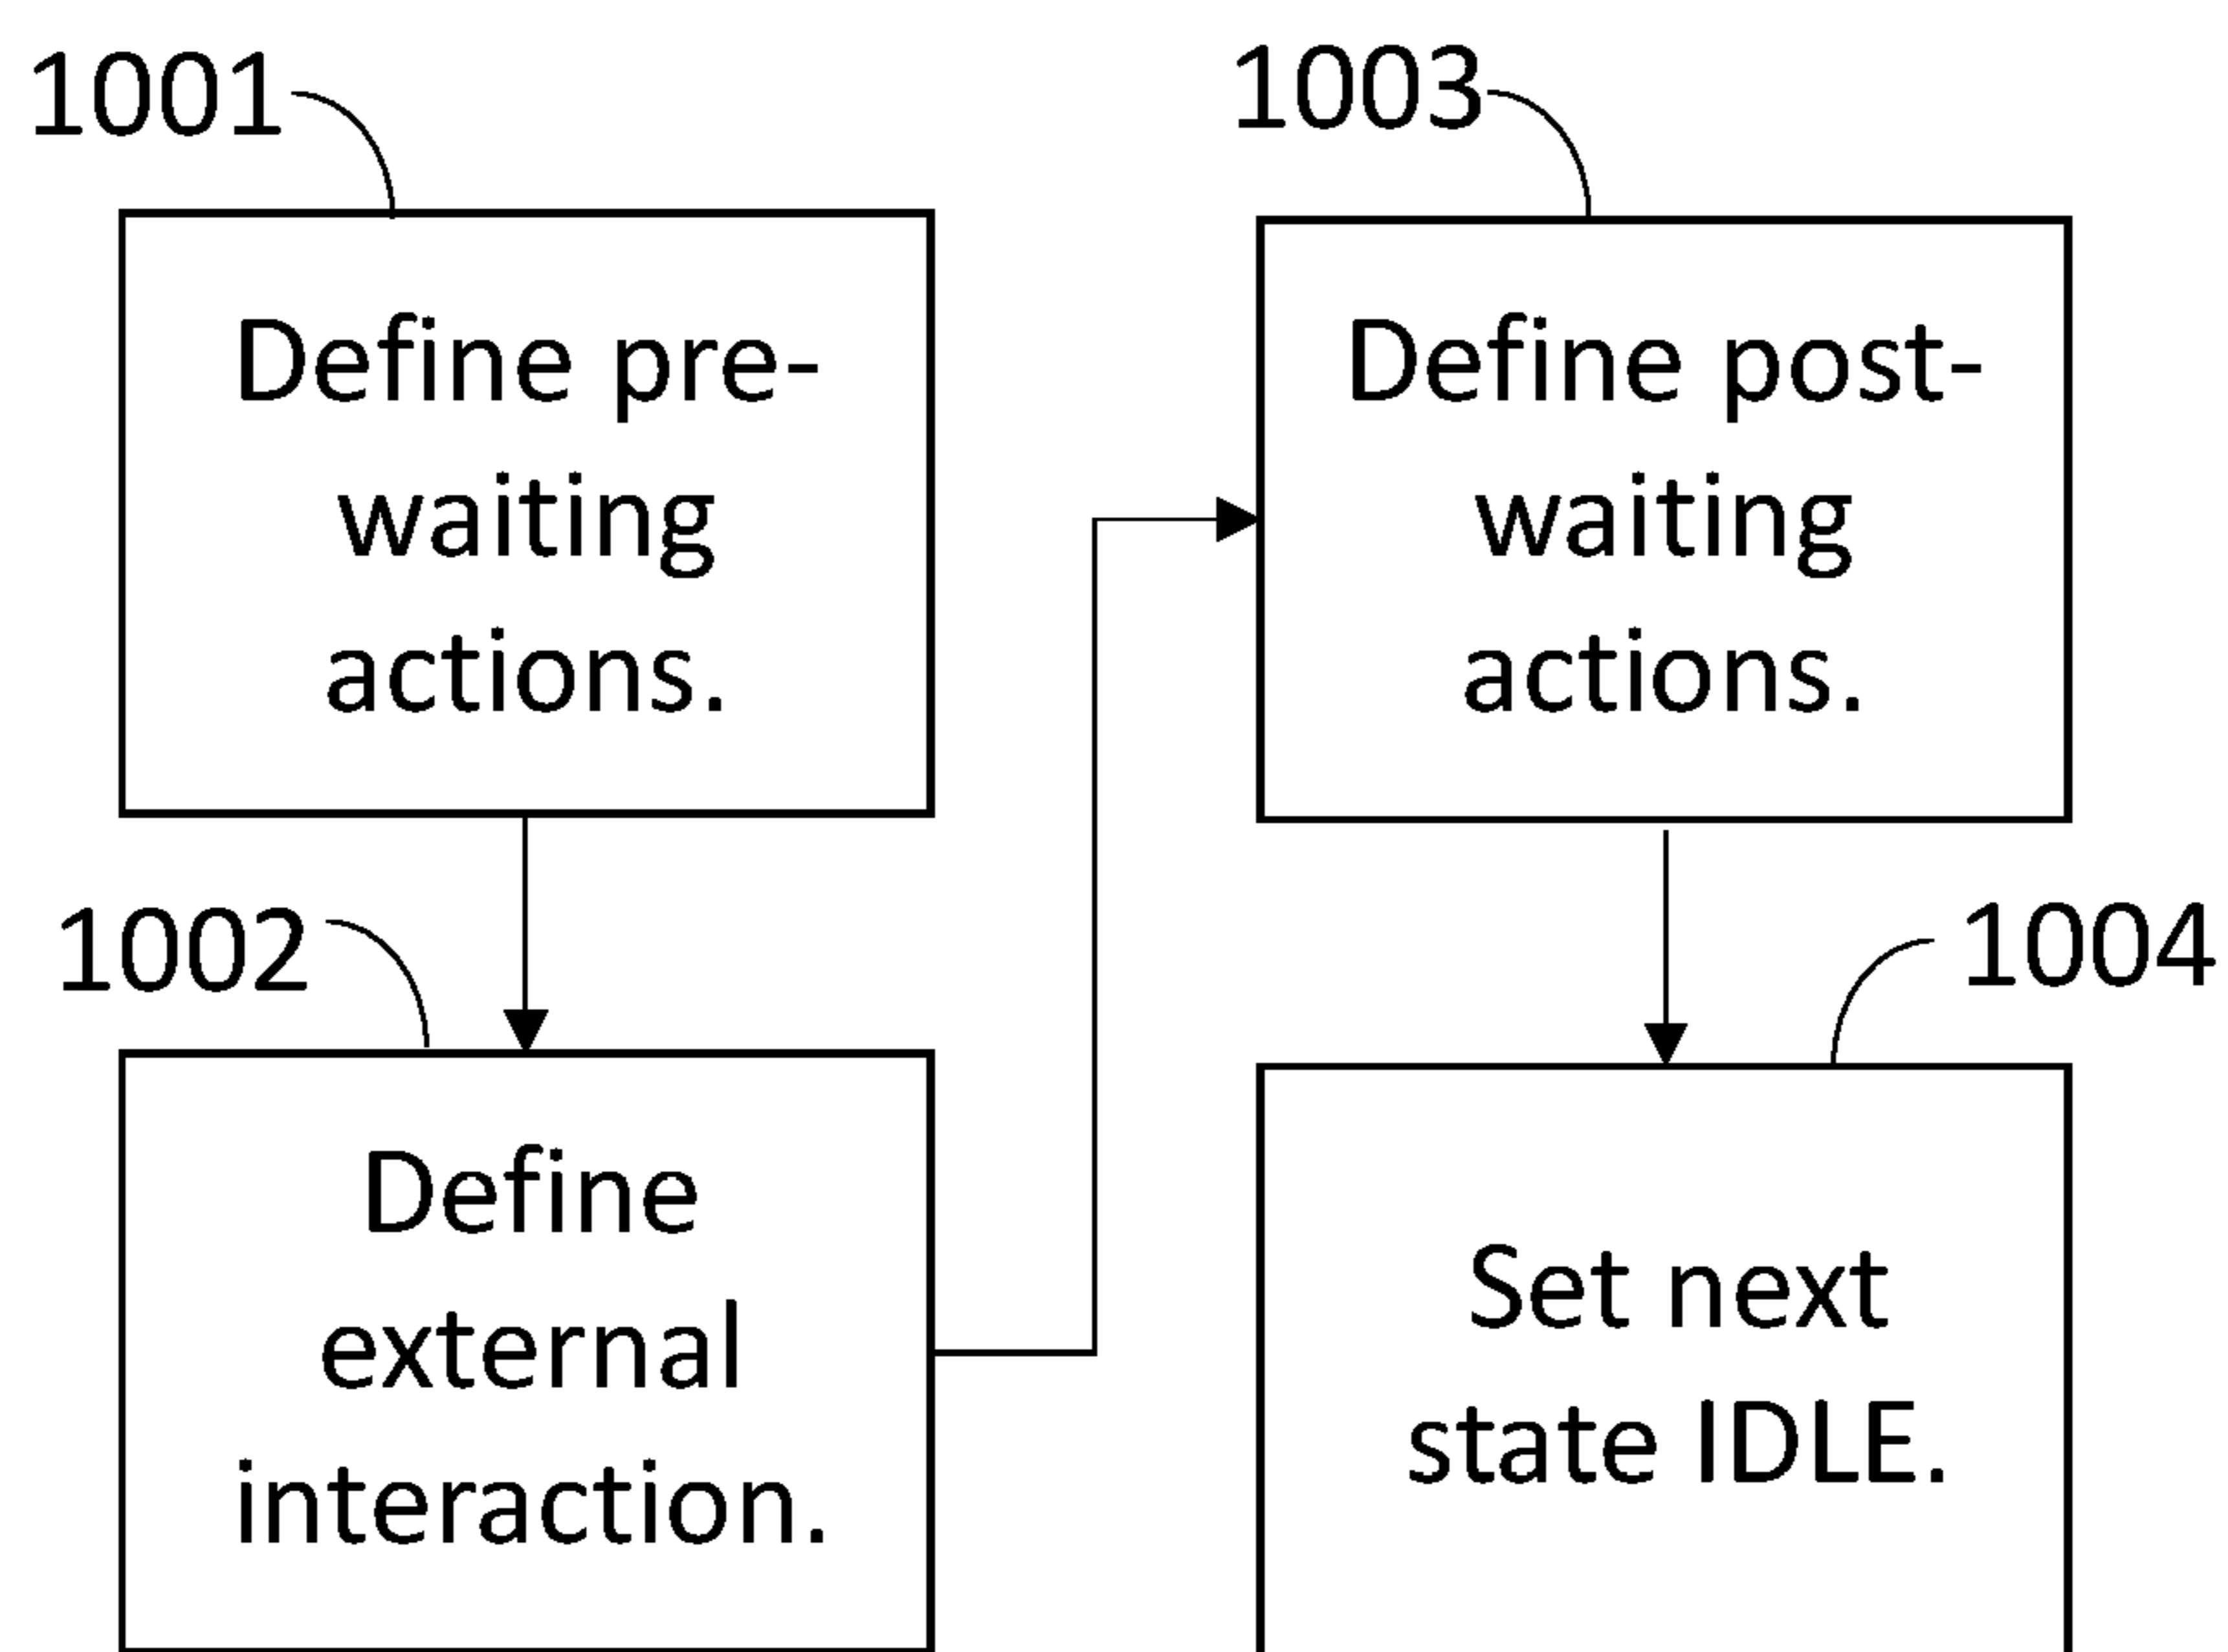 1001
Define pre-
waiting
actions.
1002
Define
external
interaction.
1003
Define post-
waiting
actions.
1004
Set next
state IDLE.